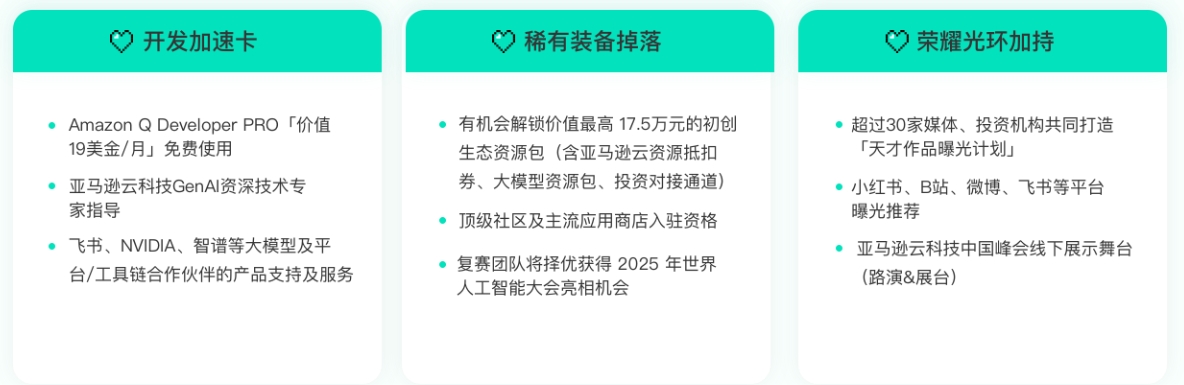 开发加速卡
Amazon Q Developer PRO「价值
19美金/月」免费使用
亚马逊云科技GenAI资深技术专
家指导
飞书、NVIDIA、智谱等大模型及平
台/工具链合作伙伴的产品支持及服务
稀有装备掉落
有机会解锁价值最高 17.5万元的初创
生态资源包（含亚马逊云资源抵扣
券、大模型资源包、投资对接通道）
顶级社区及主流应用商店入驻资格
复赛团队将择优获得 2025 年世界
人工智能大会亮相机会
荣耀光环加持
超过30家媒体、投资机构共同打造
「天才作品曝光计划」
小红书、B站、微博、飞书等平台
曝光推荐
亚马逊云科技中国峰会线下展示舞台
（路演&展台）